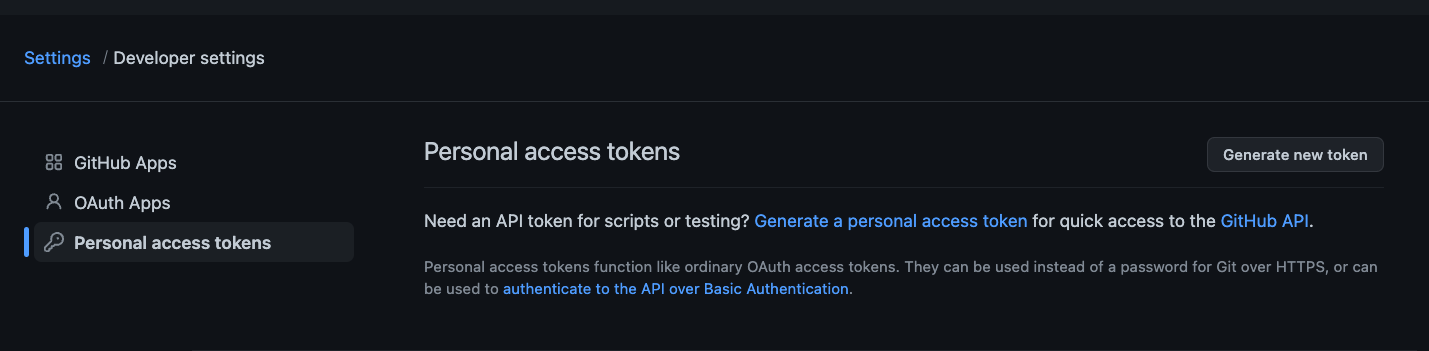 Settings / Developer settings
GitHub Apps
OAuth Apps
Personal access tokens
Personal access tokens
Generate new token
Need an API token for scripts or testing? Generate a personal access token for quick access to the GitHub API.
Personal access tokens function like ordinary OAuth access tokens. They can be used instead of a password for Git over HTTPS, or can
be used to authenticate to the API over Basic Authentication.